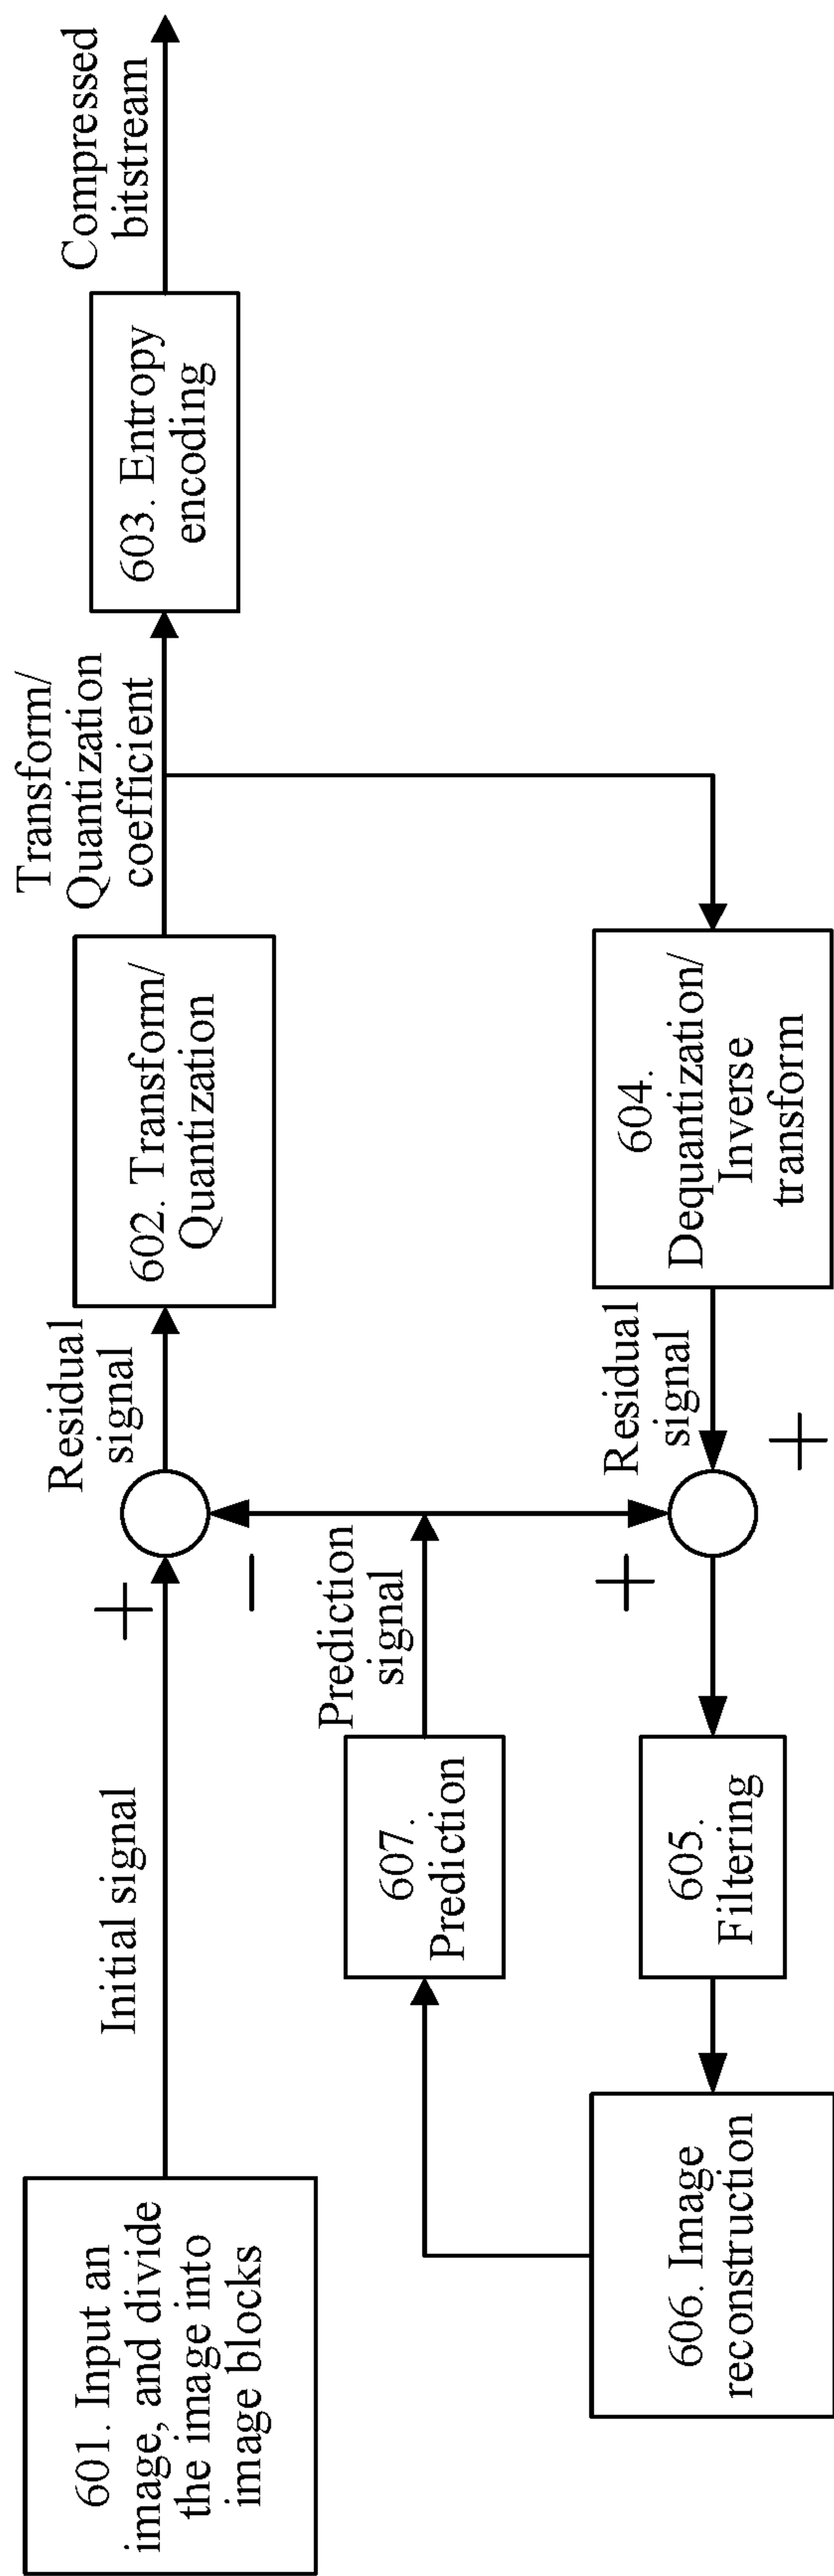 601. Input an
image, and divide
the image into
image blocks
Initial signal
+
−
Residual
signal
602. Transform/
Quantization
Transform/
Quantization
coefficient
603. Entropy
encoding
Compressed
bitstream
607.
Prediction
Prediction
signal
606. Image
reconstruction
605.
Filtering
+
+
Residual
signal
604.
Dequantization/
Inverse
transform